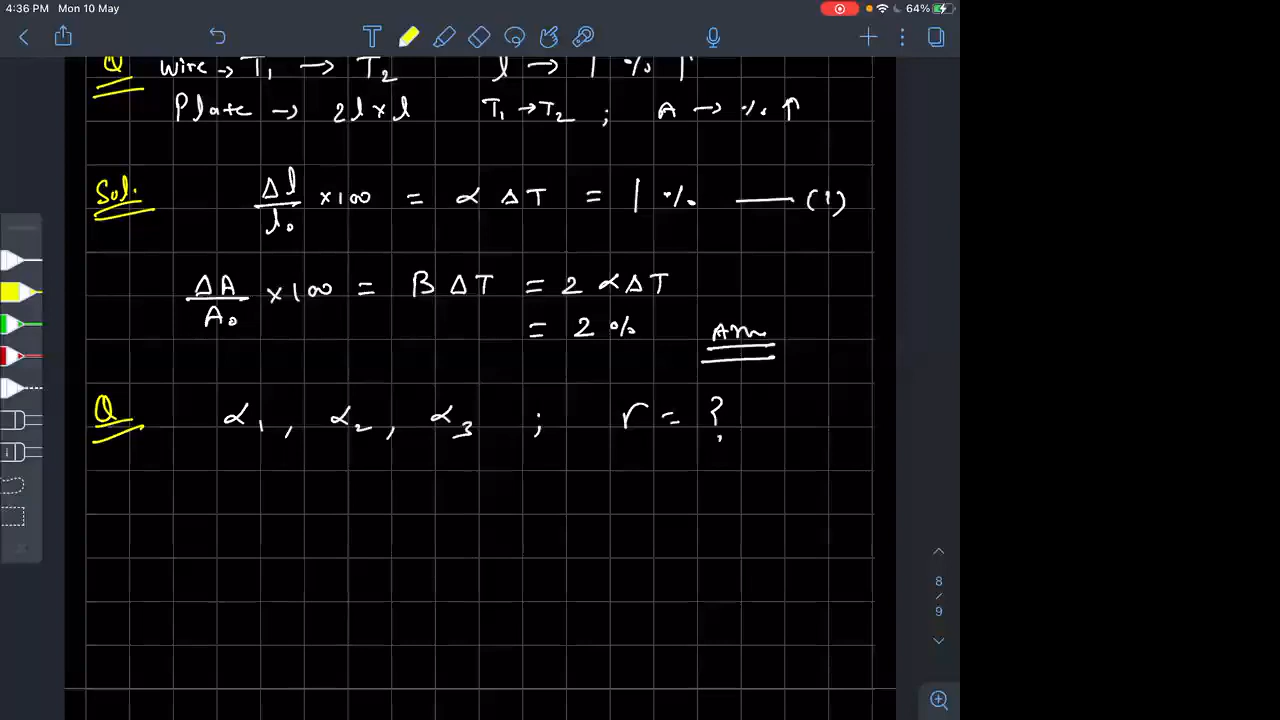 4:36 PM Mon 10 May
64%
T
Q Wire → T₁ → T₂ l → 1 % ↑
Plate → 2l × l T₁ → T₂ ; A → % ↑
Sol. Δl/l₀ × 100 = α ΔT = 1 % —— (1)
ΔA/A₀ × 100 = β ΔT = 2 α ΔT
= 2 % Ans
Q α₁, α₂, α₃ ; r = ?
8
/
9